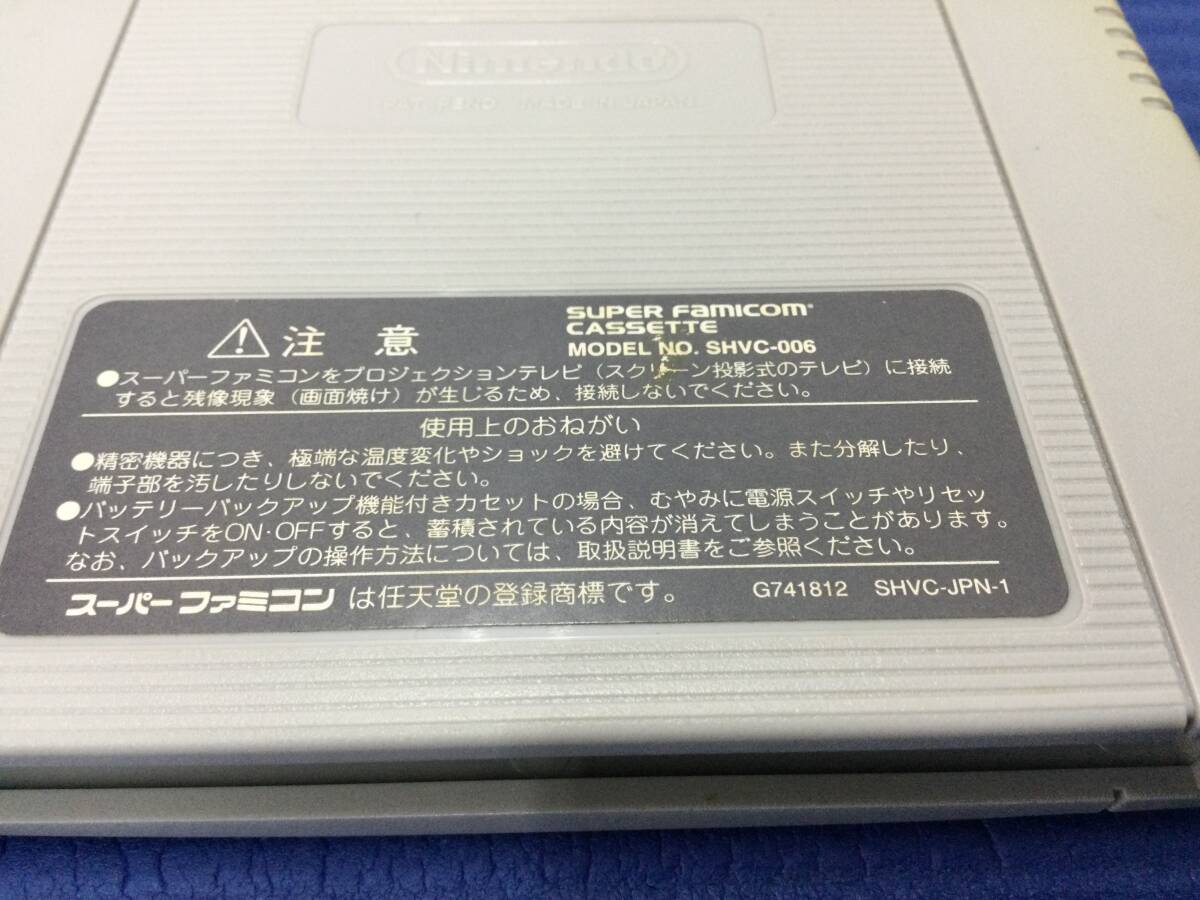 Nintendo
PAT. PEND. MADE IN JAPAN
注 意
SUPER FAMICOM
CASSETTE
MODEL NO. SHVC-006
●スーパーファミコンをプロジェクションテレビ（スクリーン投影式のテレビ）に接続
すると残像現象（画面焼け）が生じるため、接続しないでください。
使用上のおねがい
●精密機器につき、極端な温度変化やショックを避けてください。また分解したり、
端子部を汚したりしないでください。
●バッテリーバックアップ機能付きカセットの場合、むやみに電源スイッチやリセッ
トスイッチをON·OFFすると、蓄積されている内容が消えてしまうことがあります。
なお、バックアップの操作方法については、取扱説明書をご参照ください。
スーパーファミコン は任天堂の登録商標です。 G741812 SHVC-JPN-1